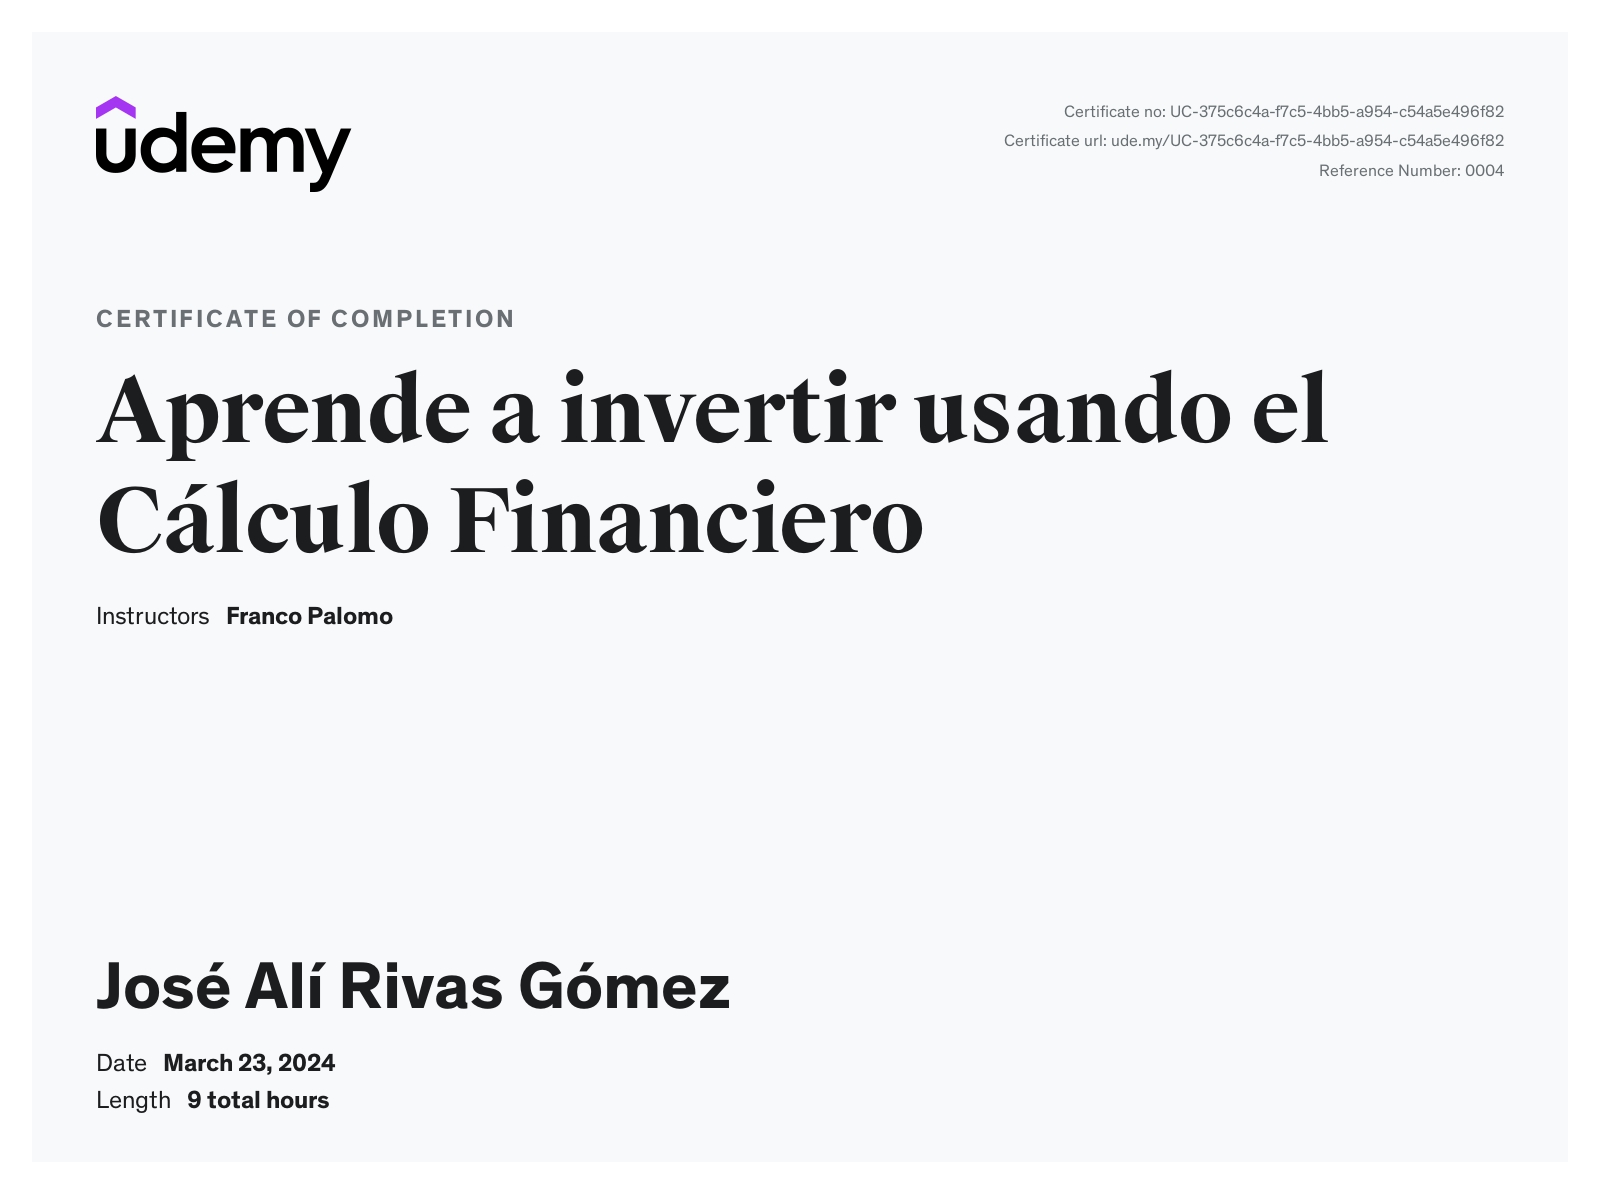 udemy
Certificate no: UC-375c6c4a-f7c5-4bb5-a954-c54a5e496f82
Certificate url: ude.my/UC-375c6c4a-f7c5-4bb5-a954-c54a5e496f82
Reference Number: 0004
CERTIFICATE OF COMPLETION
Aprende a invertir usando el
Cálculo Financiero
Instructors Franco Palomo
José Alí Rivas Gómez
Date March 23, 2024
Length 9 total hours